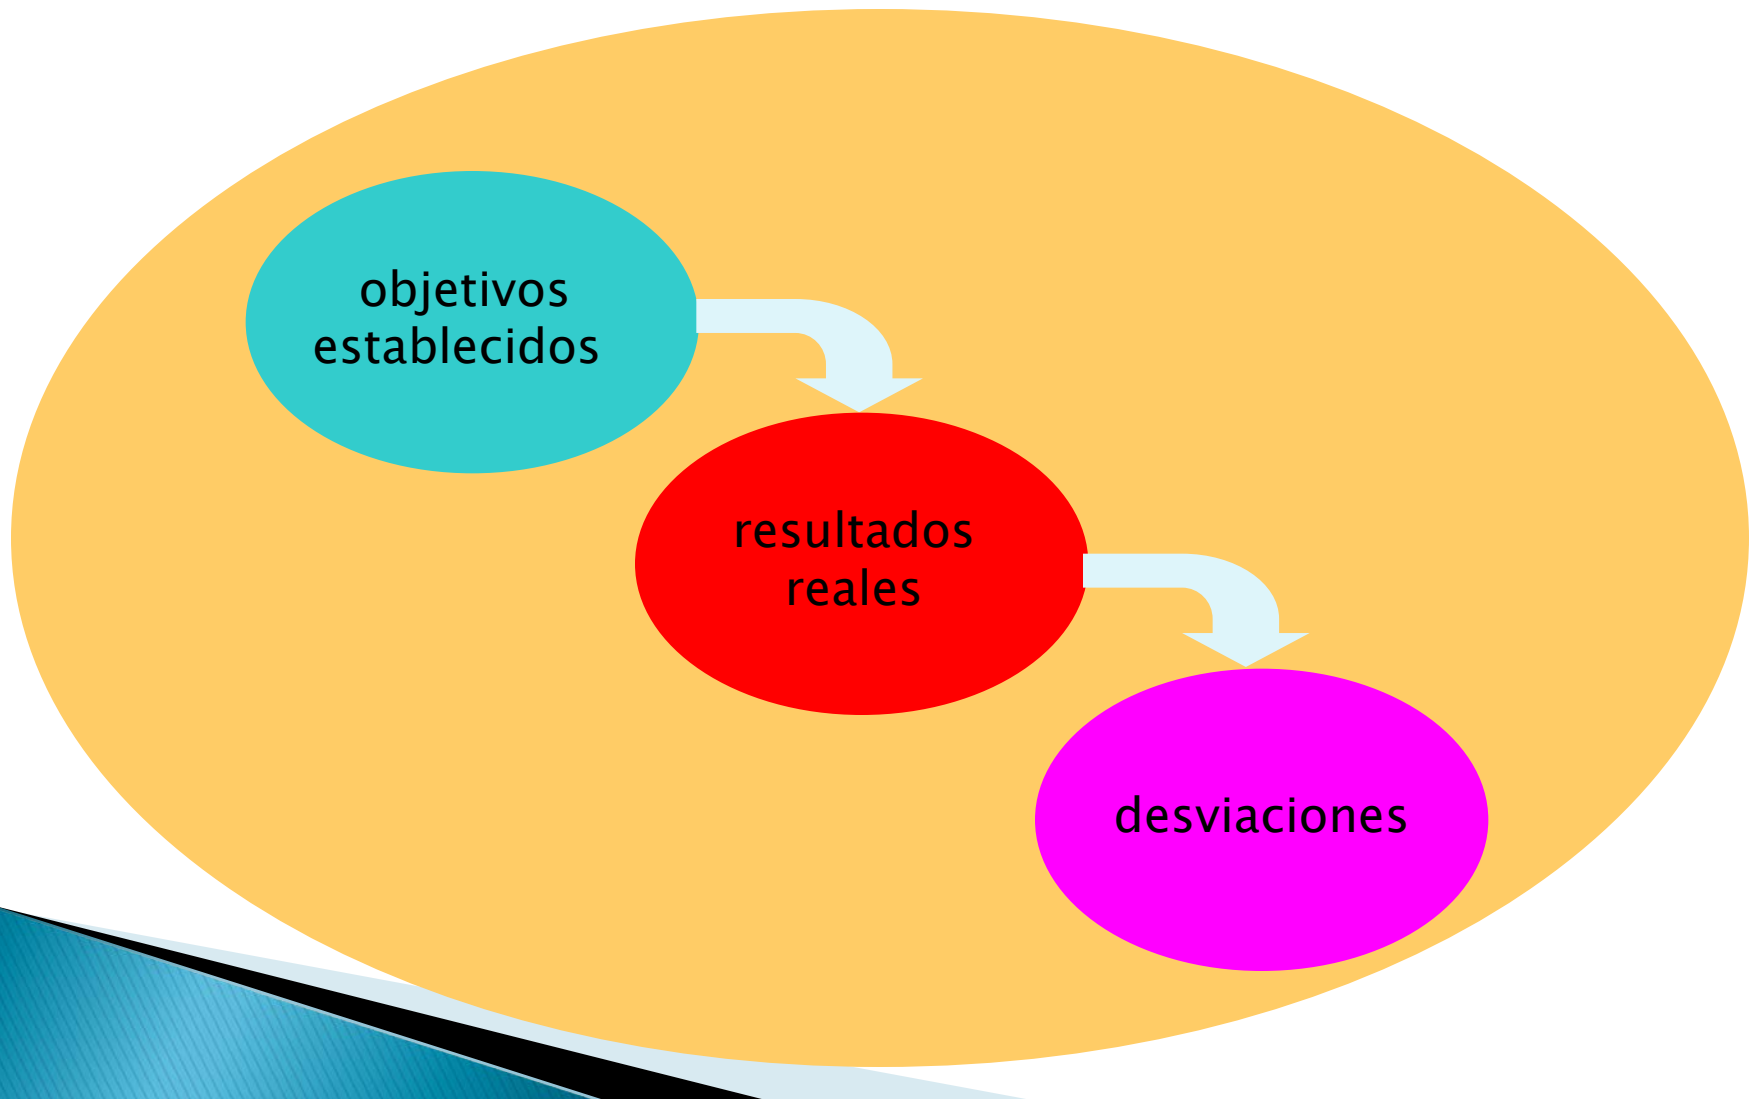 objetivos
establecidos
resultados
reales
desviaciones